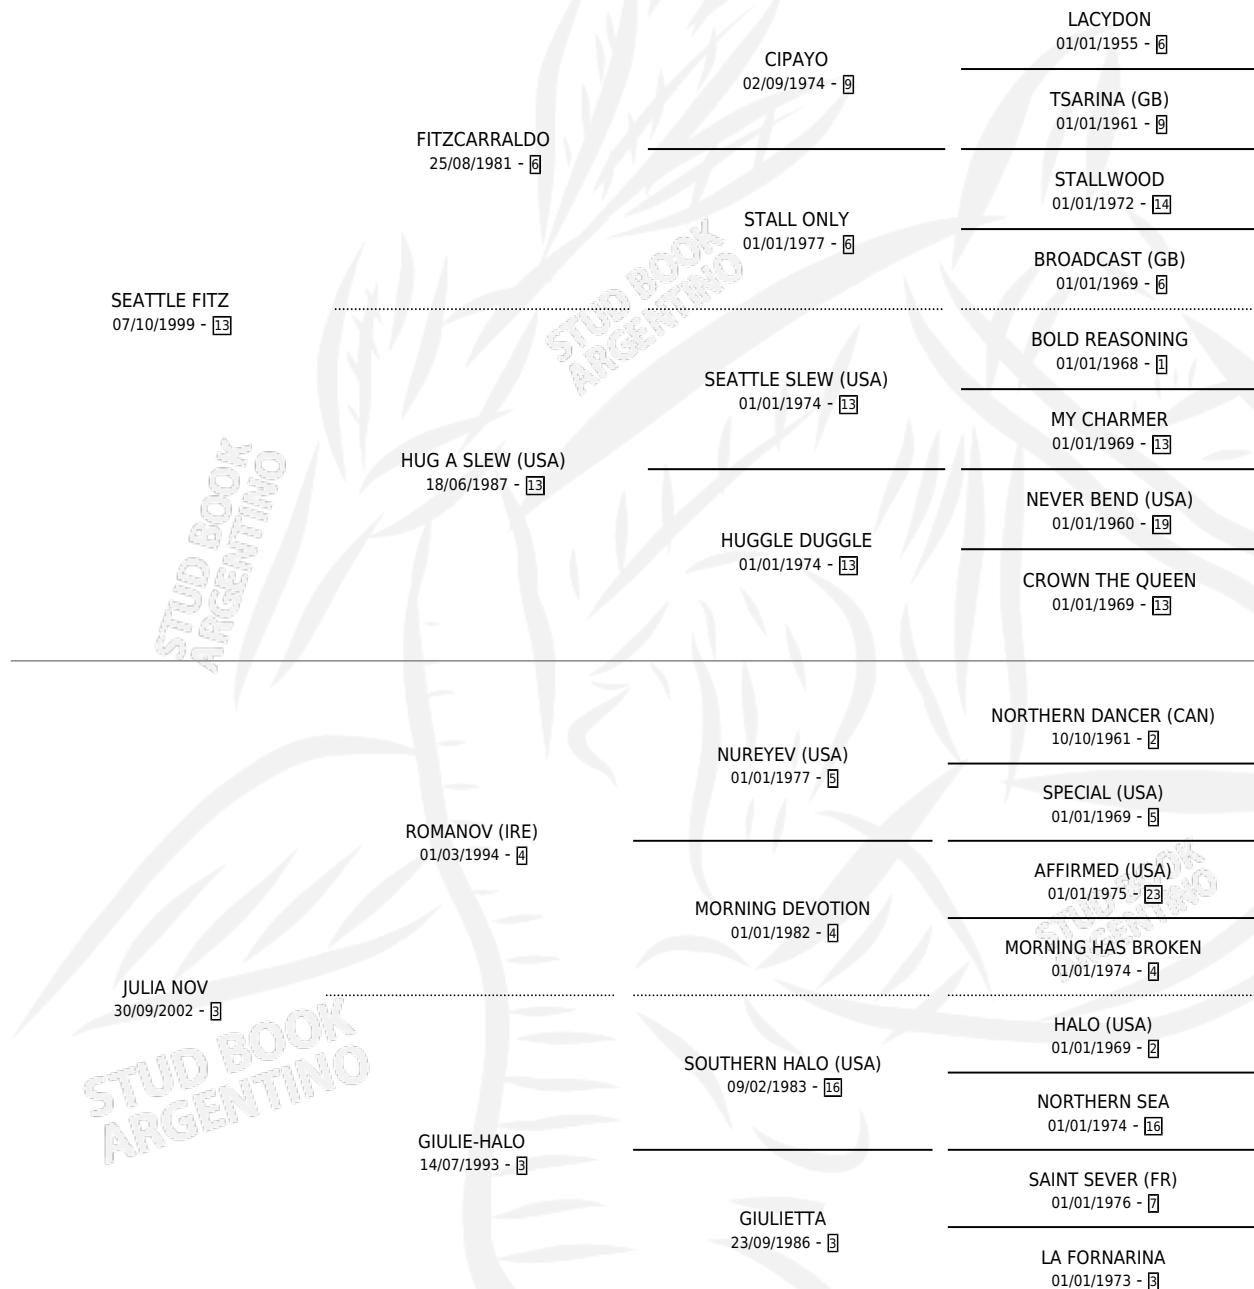 LACYDON
01/01/1955 - 6
CIPAYO
02/09/1974 - 9
TSARINA (GB)
01/01/1961 - 9
FITZCARRALDO
25/08/1981 - 6
STALLWOOD
01/01/1972 - 14
STALL ONLY
01/01/1977 - 6
BROADCAST (GB)
01/01/1969 - 6
SEATTLE FITZ
07/10/1999 - 13
STUD BOOK
ARGENTINO
BOLD REASONING
01/01/1968 - 1
SEATTLE SLEW (USA)
01/01/1974 - 13
MY CHARMER
01/01/1969 - 13
HUG A SLEW (USA)
18/06/1987 - 13
NEVER BEND (USA)
01/01/1960 - 19
HUGGLE DUGGLE
01/01/1974 - 13
CROWN THE QUEEN
01/01/1969 - 13
STUD BOOK
ARGENTINO
NORTHERN DANCER (CAN)
10/10/1961 - 2
NUREYEV (USA)
01/01/1977 - 5
SPECIAL (USA)
01/01/1969 - 5
ROMANOV (IRE)
01/03/1994 - 4
AFFIRMED (USA)
01/01/1975 - 23
MORNING DEVOTION
01/01/1982 - 4
STUD BOOK
ARGENTINO
MORNING HAS BROKEN
01/01/1974 - 4
JULIA NOV
30/09/2002 - 3
HALO (USA)
01/01/1969 - 2
SOUTHERN HALO (USA)
09/02/1983 - 16
STUD BOOK
ARGENTINO
NORTHERN SEA
01/01/1974 - 16
GIULIE-HALO
14/07/1993 - 3
SAINT SEVER (FR)
01/01/1976 - 7
GIULIETTA
23/09/1986 - 3
LA FORNARINA
01/01/1973 - 3